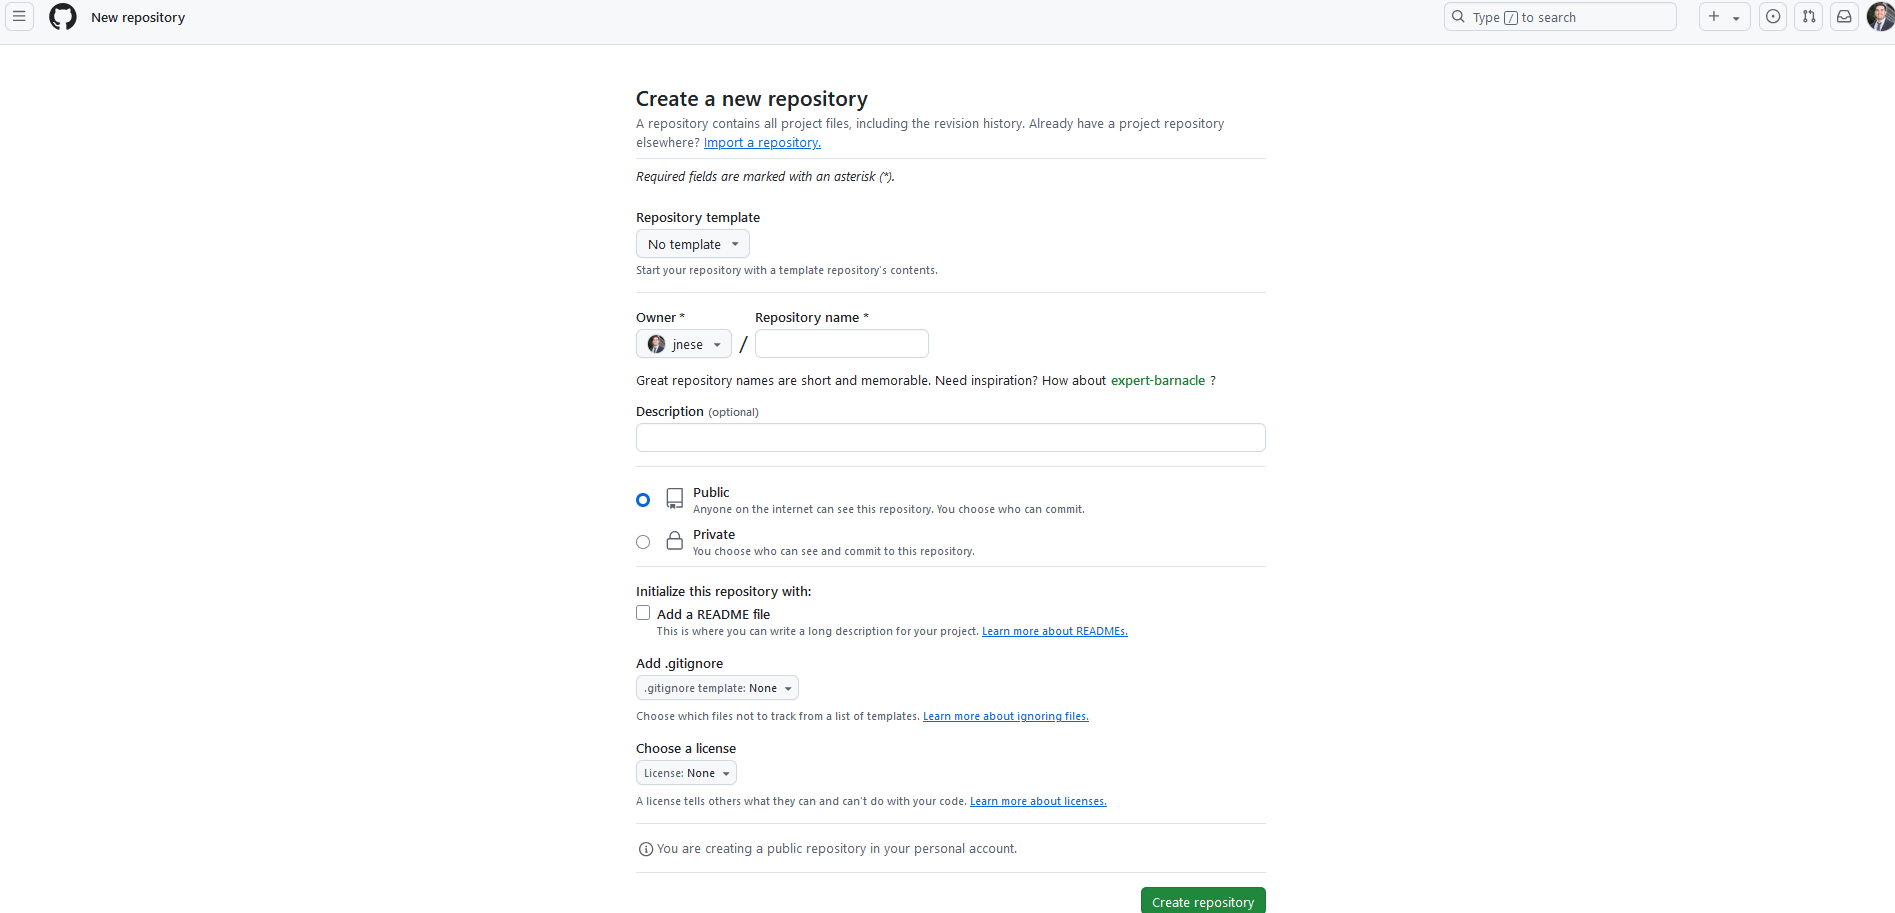 New repository
Type / to search
Create a new repository
A repository contains all project files, including the revision history. Already have a project repository
elsewhere? Import a repository.
Required fields are marked with an asterisk (*).
Repository template
No template
Start your repository with a template repository's contents.
Owner * Repository name *
jnese /
Great repository names are short and memorable. Need inspiration? How about expert-barnacle ?
Description (optional)
Public
Anyone on the internet can see this repository. You choose who can commit.
Private
You choose who can see and commit to this repository.
Initialize this repository with:
Add a README file
This is where you can write a long description for your project. Learn more about READMEs.
Add .gitignore
.gitignore template: None
Choose which files not to track from a list of templates. Learn more about ignoring files.
Choose a license
License: None
A license tells others what they can and can't do with your code. Learn more about licenses.
You are creating a public repository in your personal account.
Create repository